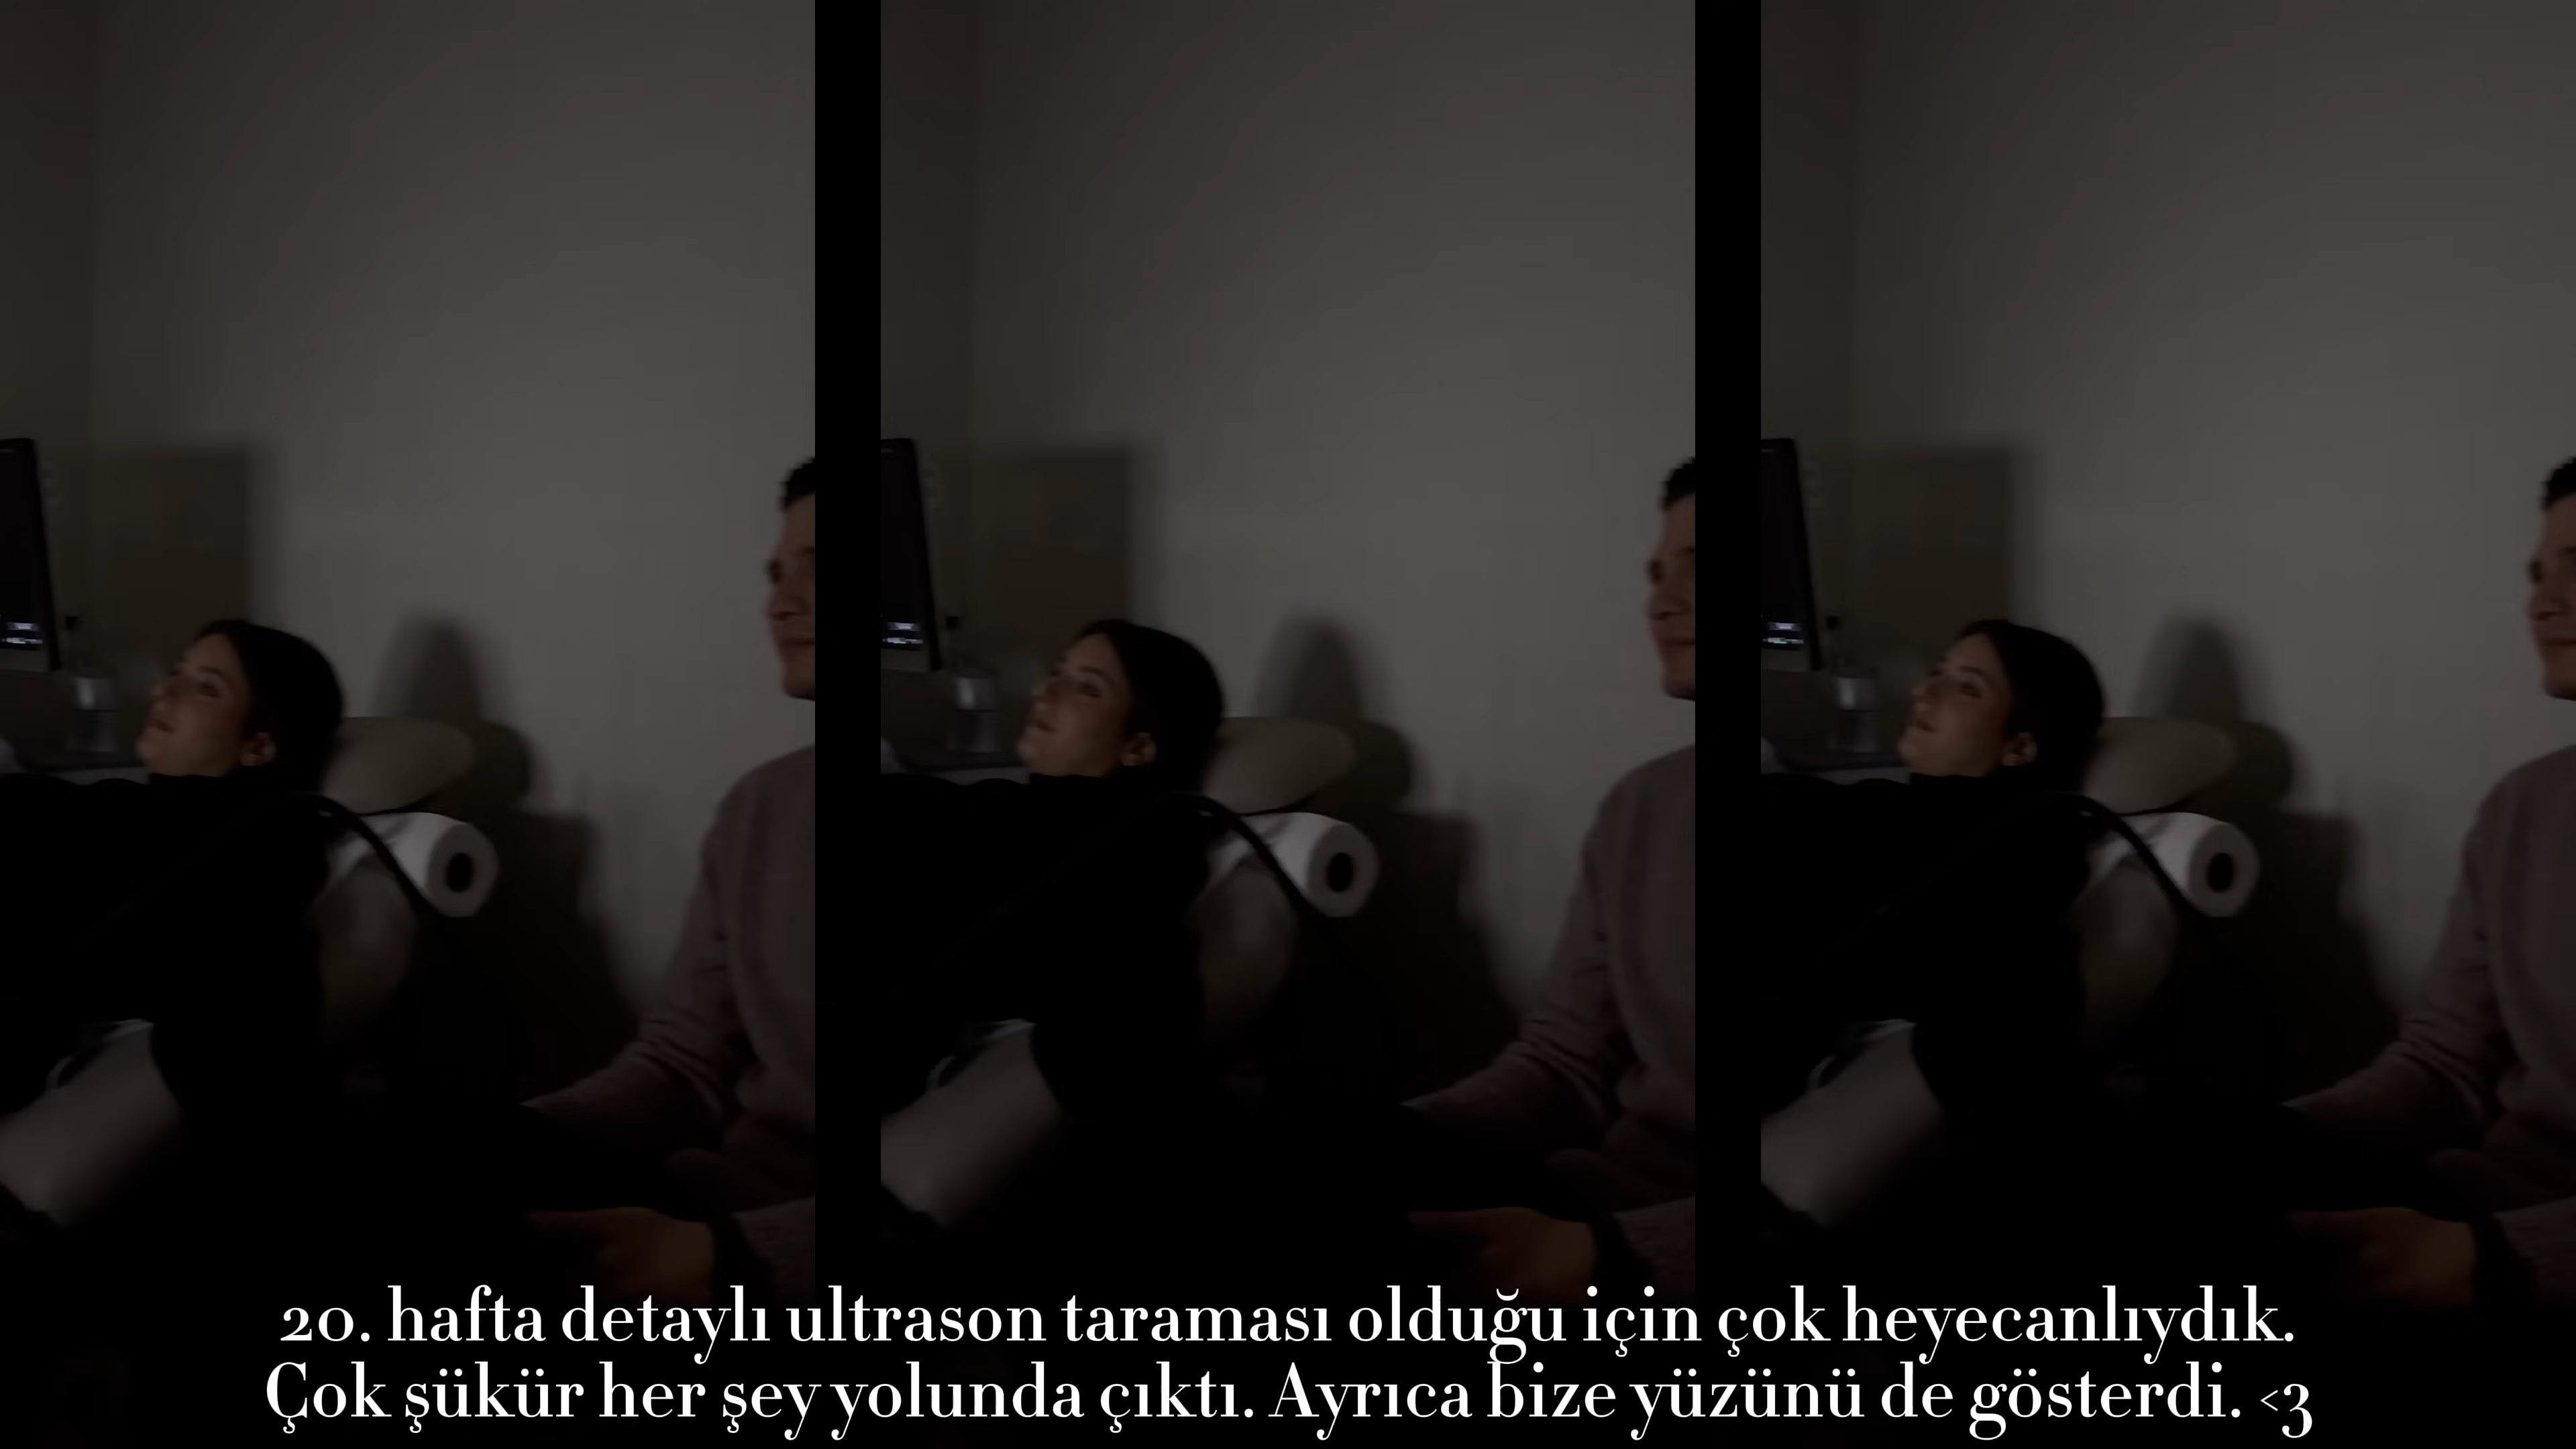 20. hafta detaylı ultrason taraması olduğu için çok heyecanlıydık.
Çok şükür her şey yolunda çıktı. Ayrıca bize yüzünü de gösterdi. <3